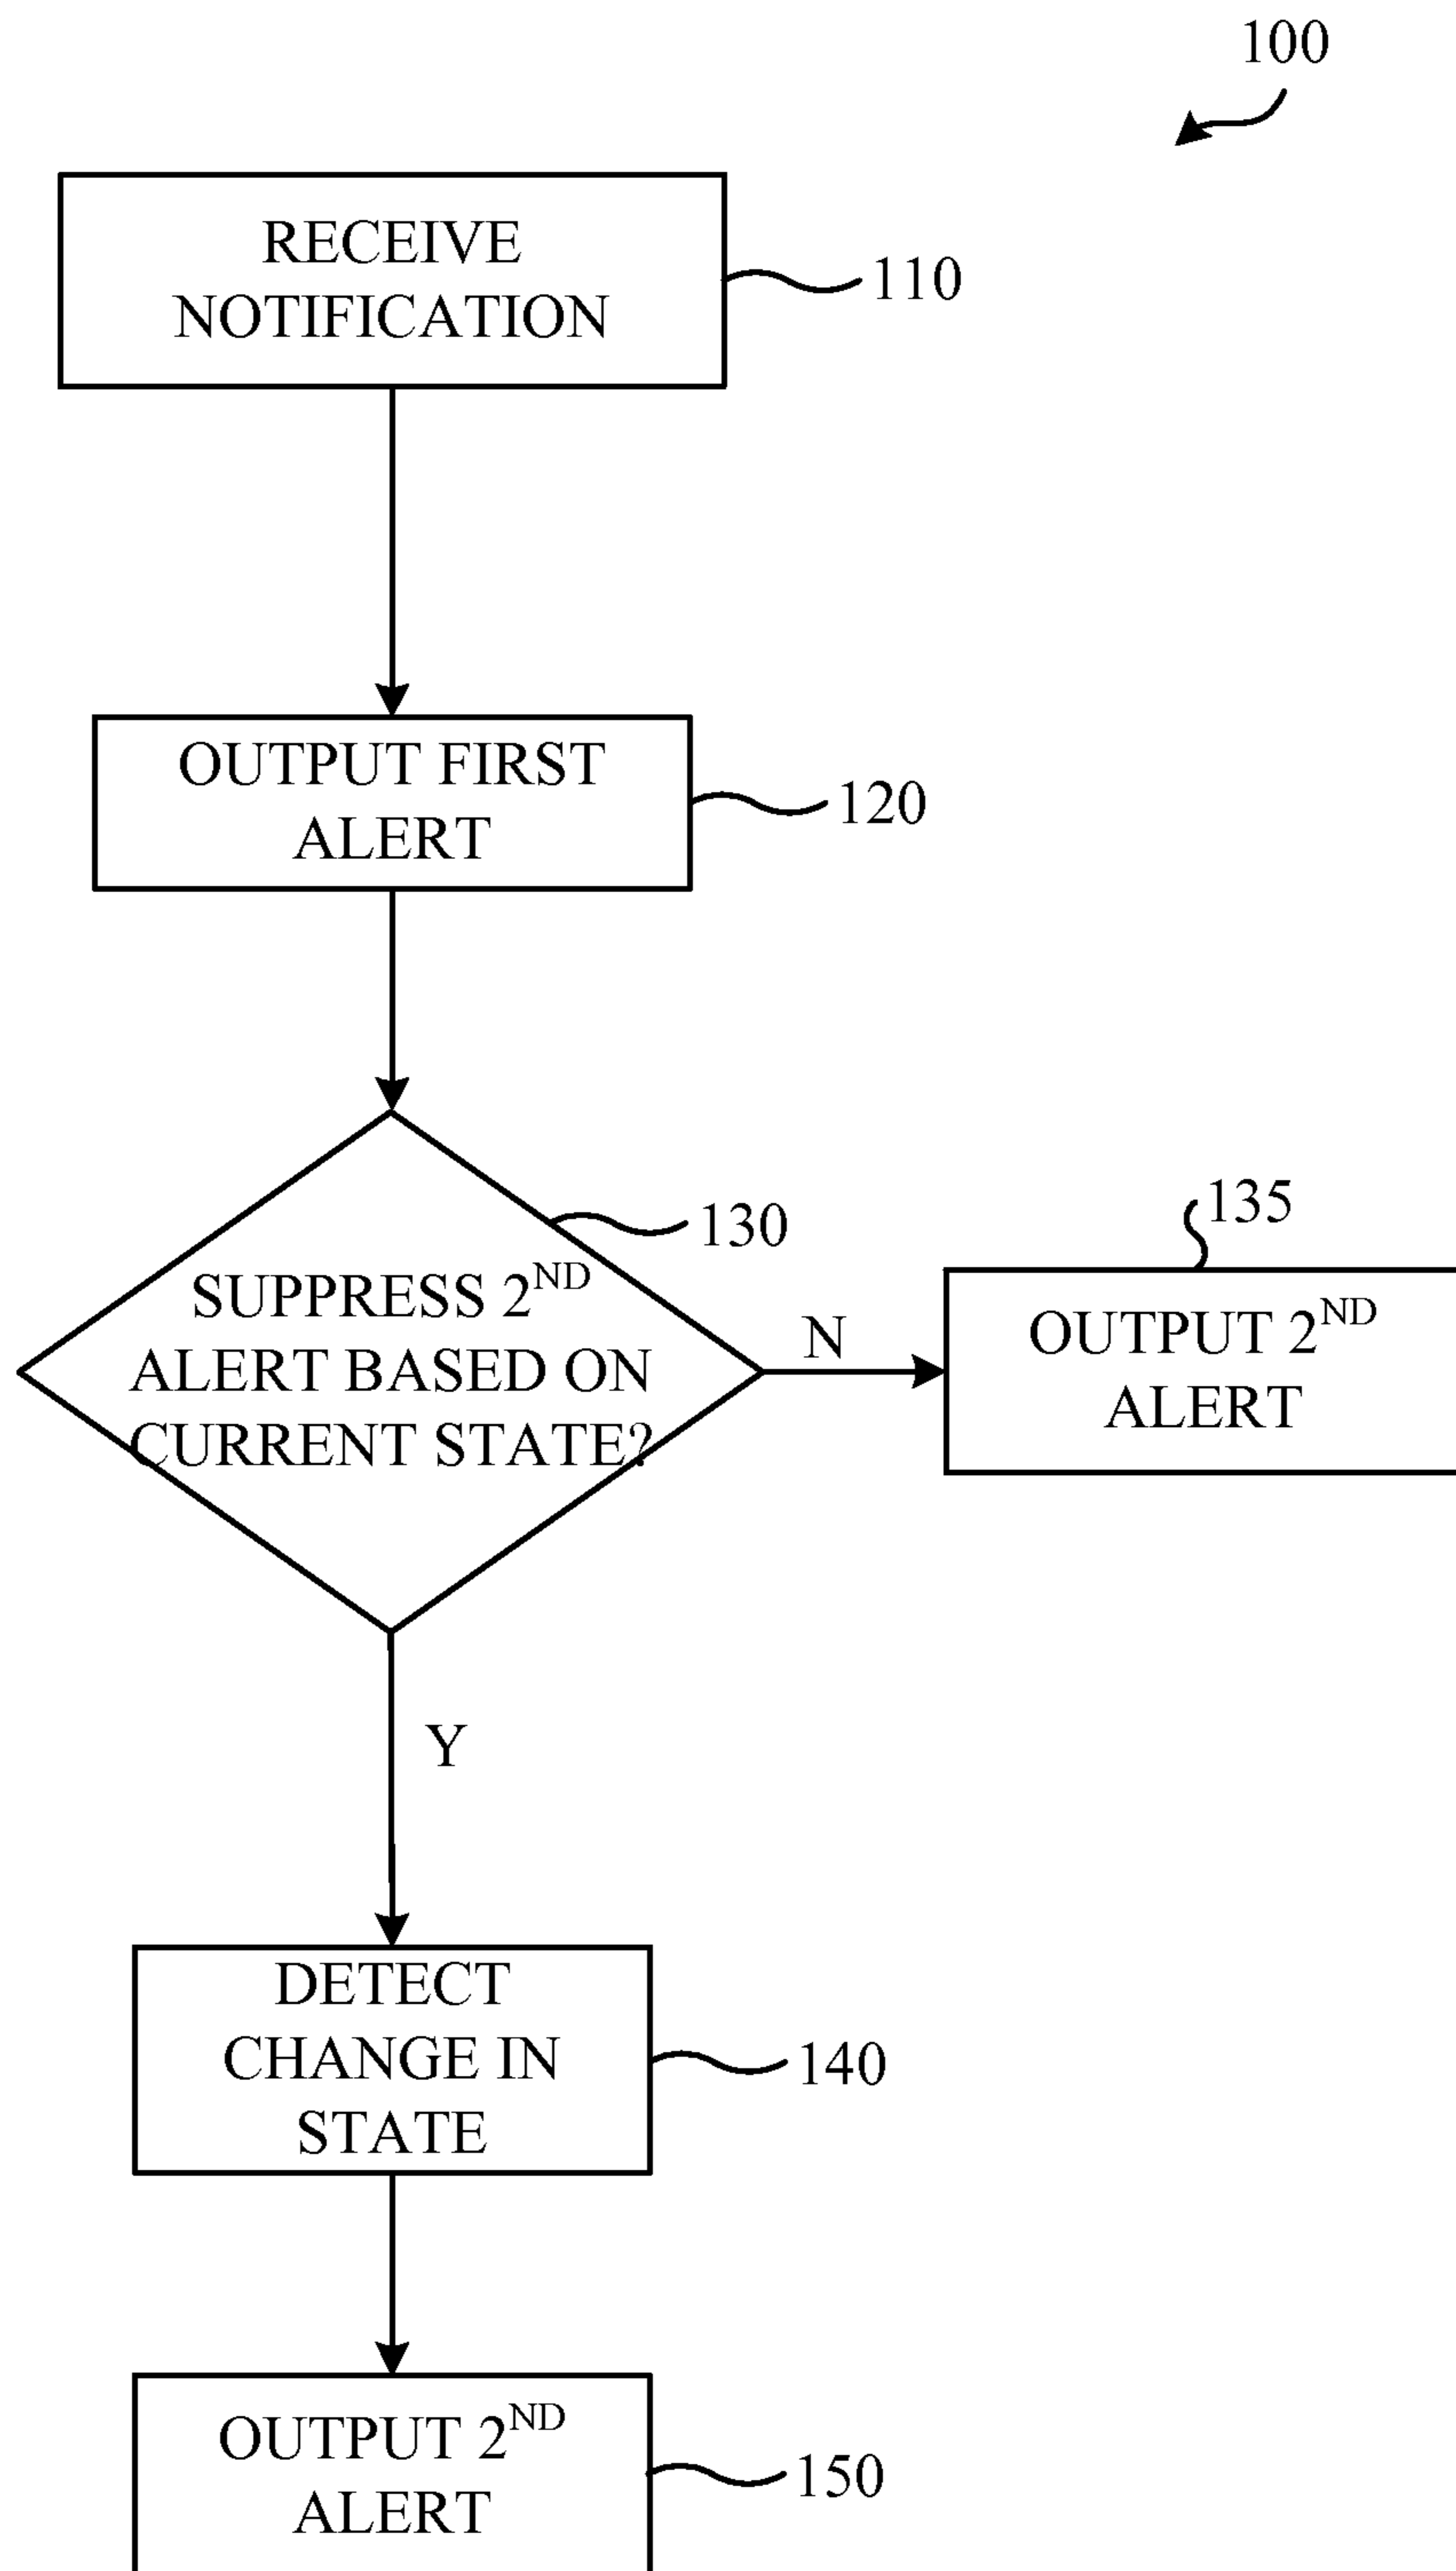 100
RECEIVE
NOTIFICATION
110
OUTPUT FIRST
ALERT
120
130
SUPPRESS 2ND
ALERT BASED ON
CURRENT STATE?
N
135
OUTPUT 2ND
ALERT
Y
DETECT
CHANGE IN
STATE
140
OUTPUT 2ND
ALERT
150